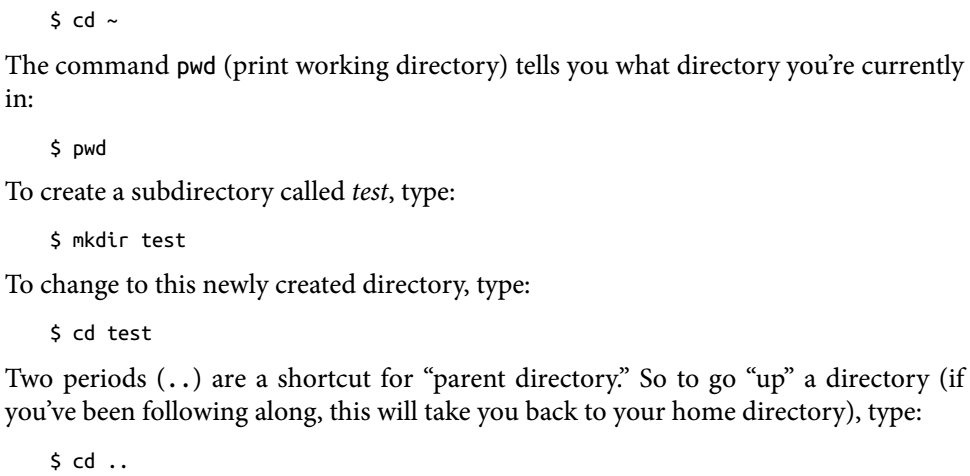 $ cd ~
The command pwd (print working directory) tells you what directory you’re currently
in:
$ pwd
To create a subdirectory called test, type:
$ mkdir test
To change to this newly created directory, type:
$ cd test
Two periods (..) are a shortcut for “parent directory.” So to go “up” a directory (if
you’ve been following along, this will take you back to your home directory), type:
$ cd ..